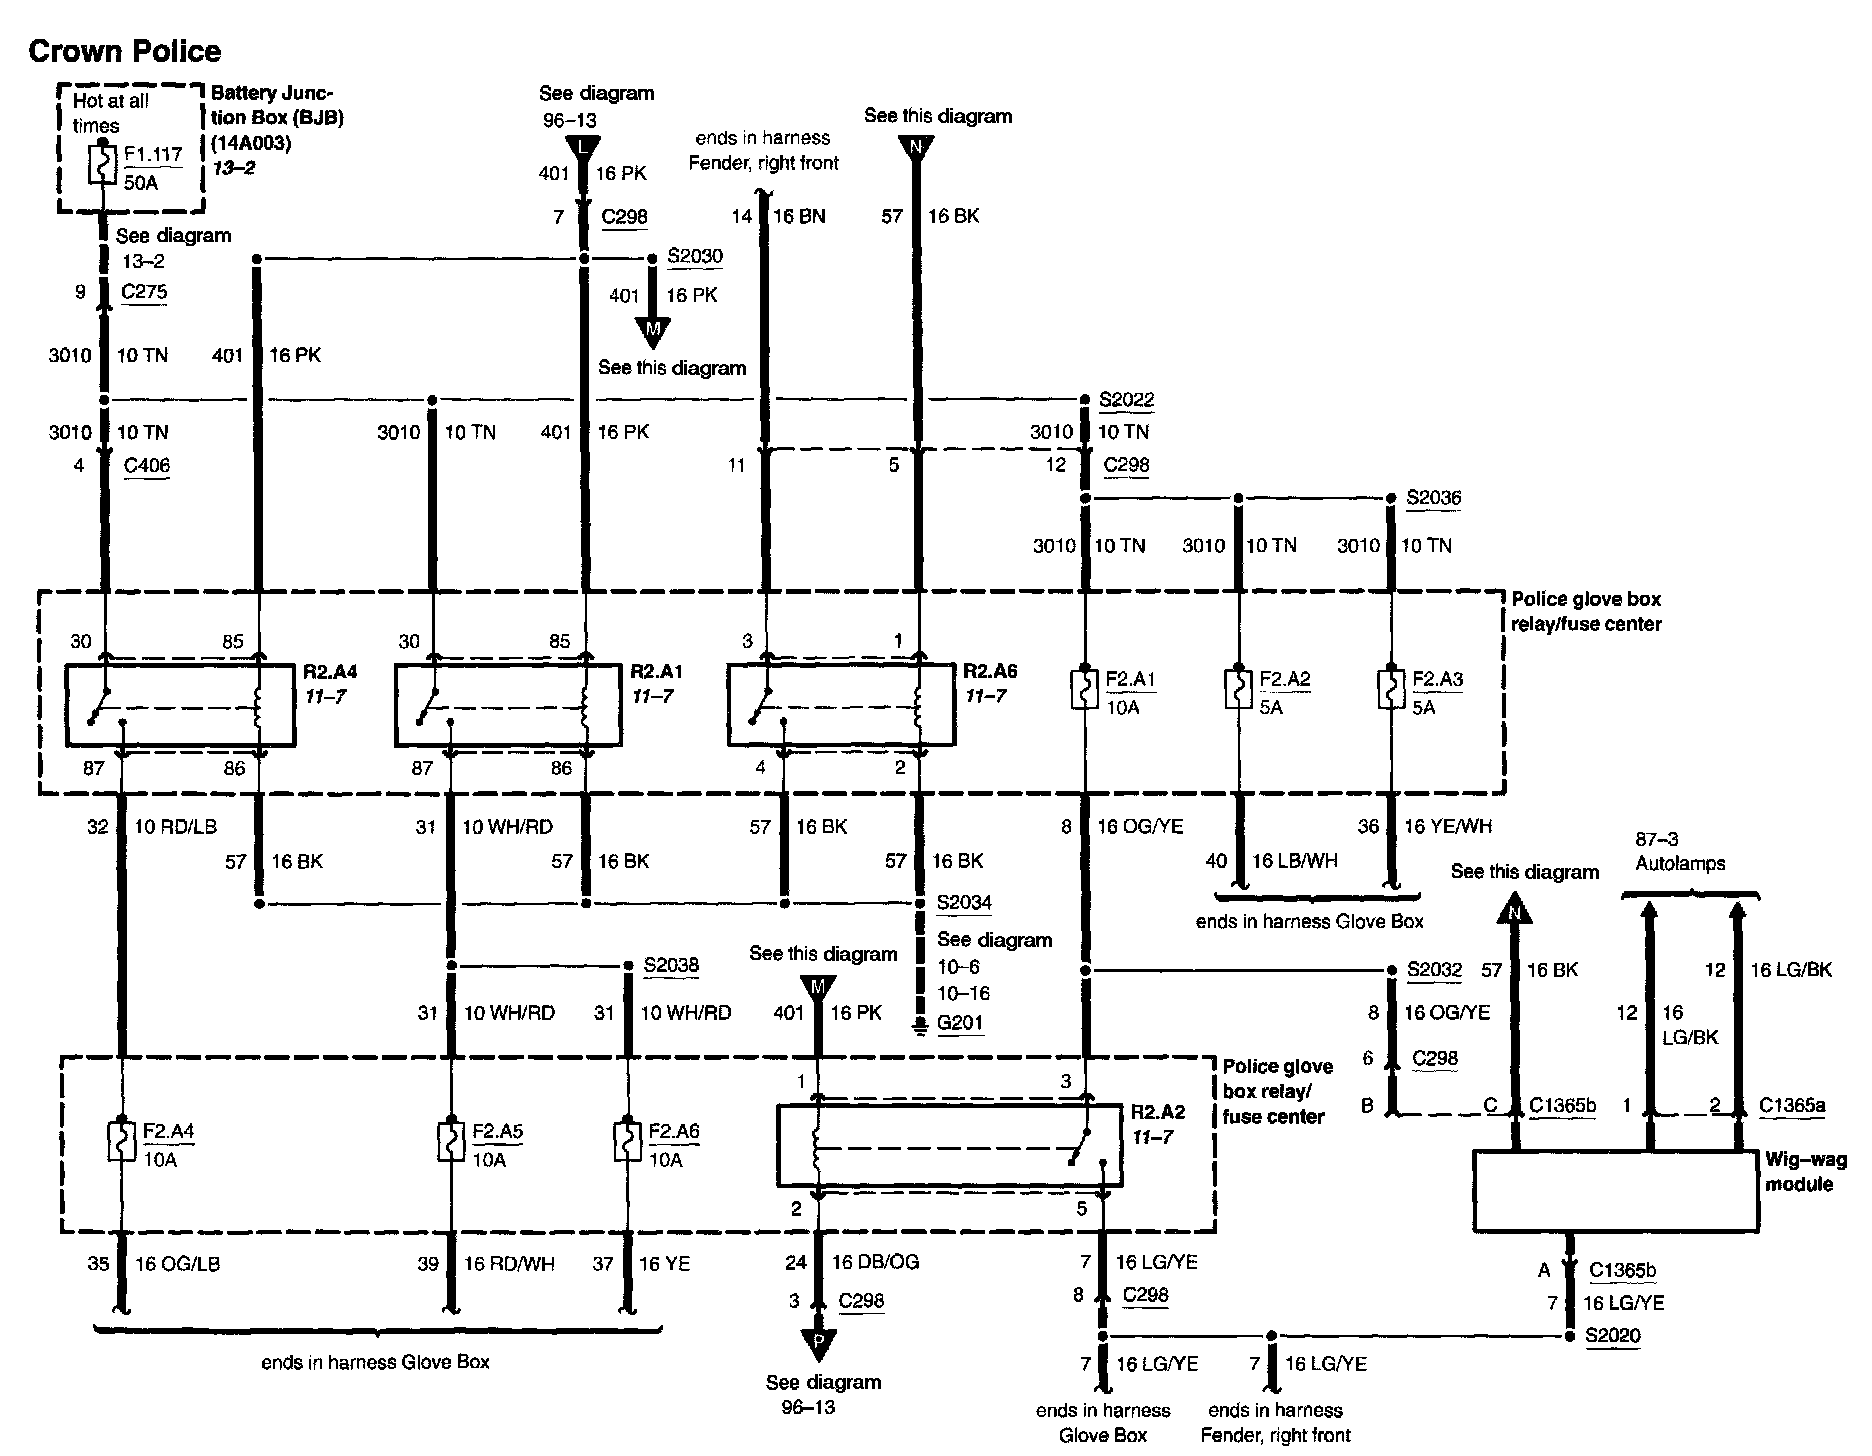 Crown Police
Hot at all
times
F1.117
50A
Battery Junc-
tion Box (BJB)
(14A003)
13–2
See diagram
96–13
L
401 16 PK
7 C298
ends in harness
Fender, right front
14 16 BN
See this diagram
N
57 16 BK
See diagram
13–2
9 C275
S2030
401 16 PK
M
See this diagram
3010 10 TN
401 16 PK
S2022
3010 10 TN
3010 10 TN
401 16 PK
3010 10 TN
4 C406
11
5
12 C298
S2036
3010 10 TN
3010 10 TN
3010 10 TN
Police glove box
relay/fuse center
30 85
R2.A4
11–7
87 86
30 85
R2.A1
11–7
87 86
3 1
R2.A6
11–7
4 2
F2.A1
10A
F2.A2
5A
F2.A3
5A
32 10 RD/LB
57 16 BK
31 10 WH/RD
57 16 BK
57 16 BK
57 16 BK
8 16 OG/YE
40 16 LB/WH
36 16 YE/WH
ends in harness Glove Box
87–3
Autolamps
See this diagram
N
S2034
See diagram
10–6
10–16
G201
See this diagram
M
401 16 PK
S2038
31 10 WH/RD
31 10 WH/RD
S2032
8 16 OG/YE
6 C298
57 16 BK
12 16
LG/BK
12 16 LG/BK
B
C C1365b
1 2 C1365a
Wig–wag
module
Police glove
box relay/
fuse center
F2.A4
10A
F2.A5
10A
F2.A6
10A
1 3
R2.A2
11–7
2 5
35 16 OG/LB
39 16 RD/WH
37 16 YE
ends in harness Glove Box
24 16 DB/OG
3 C298
P
See diagram
96–13
7 16 LG/YE
8 C298
A C1365b
7 16 LG/YE
S2020
7 16 LG/YE
7 16 LG/YE
ends in harness
Glove Box
ends in harness
Fender, right front